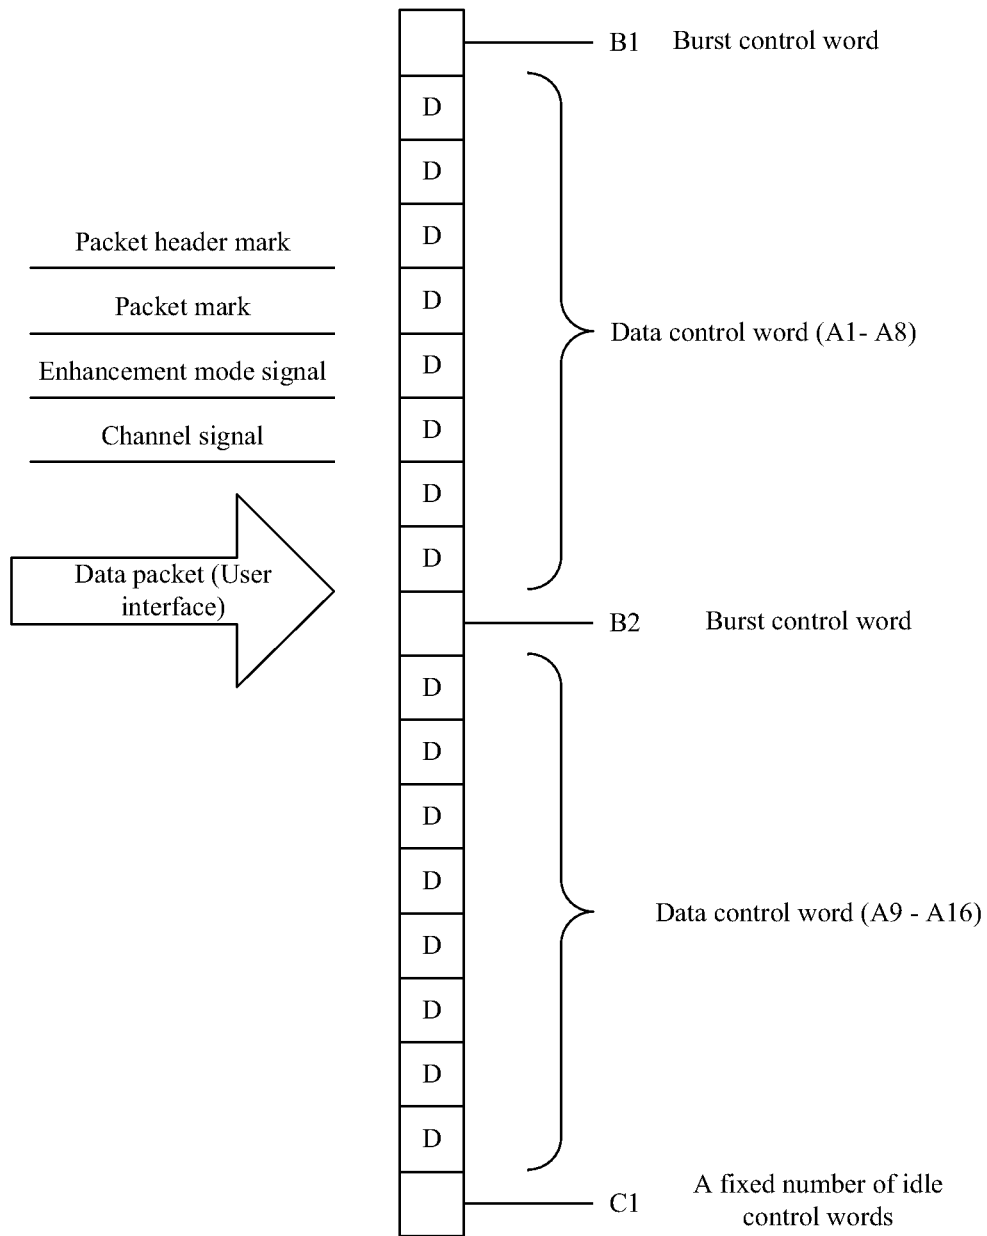 B1 Burst control word
D
D
D
Packet header mark
D
Packet mark
Data control word (A1- A8)
D
Enhancement mode signal
D
Channel signal
D
D
Data packet (User
interface)
B2 Burst control word
D
D
D
D
Data control word (A9 - A16)
D
D
D
D
C1 A fixed number of idle
control words